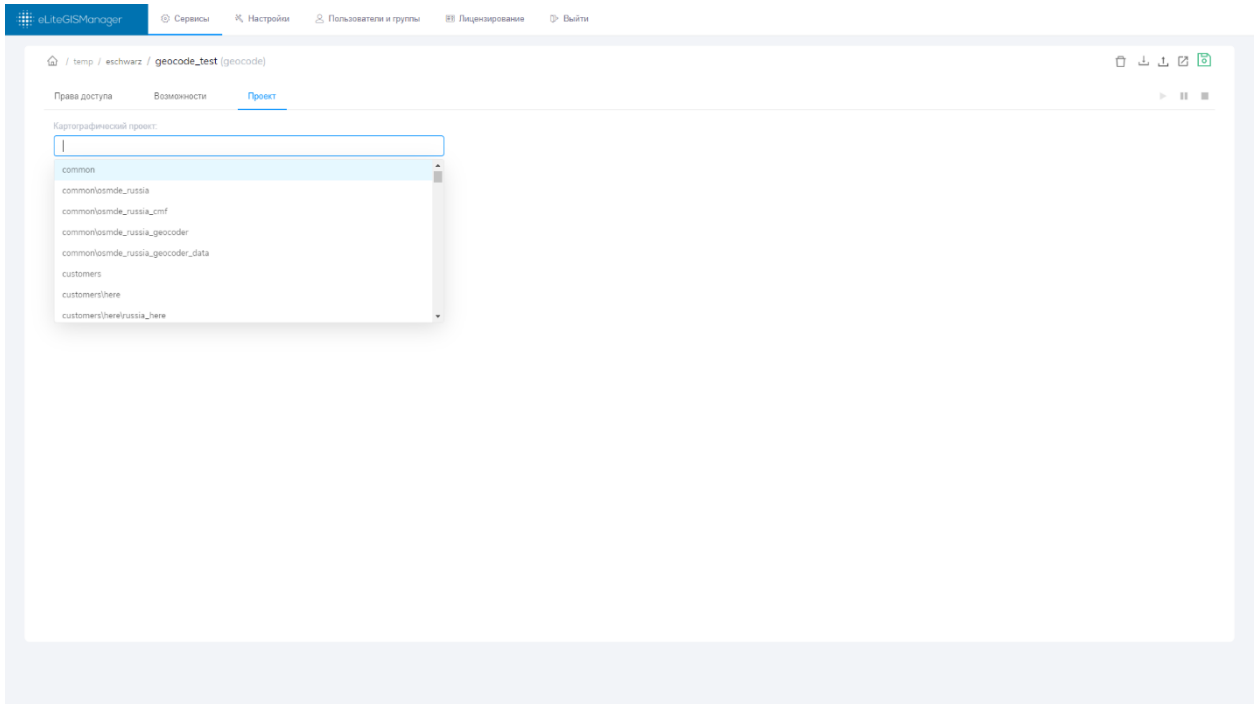 eLiteGISManager Сервисы Настройки Пользователи и группы Лицензирование Выйти
/ temp / eschwarz / geocode_test (geocode)
Права доступа Возможности Проект
Картографический проект:
common
common\osmde_russia
common\osmde_russia_cmf
common\osmde_russia_geocoder
common\osmde_russia_geocoder_data
customers
customers\here
customers\here\russia_here